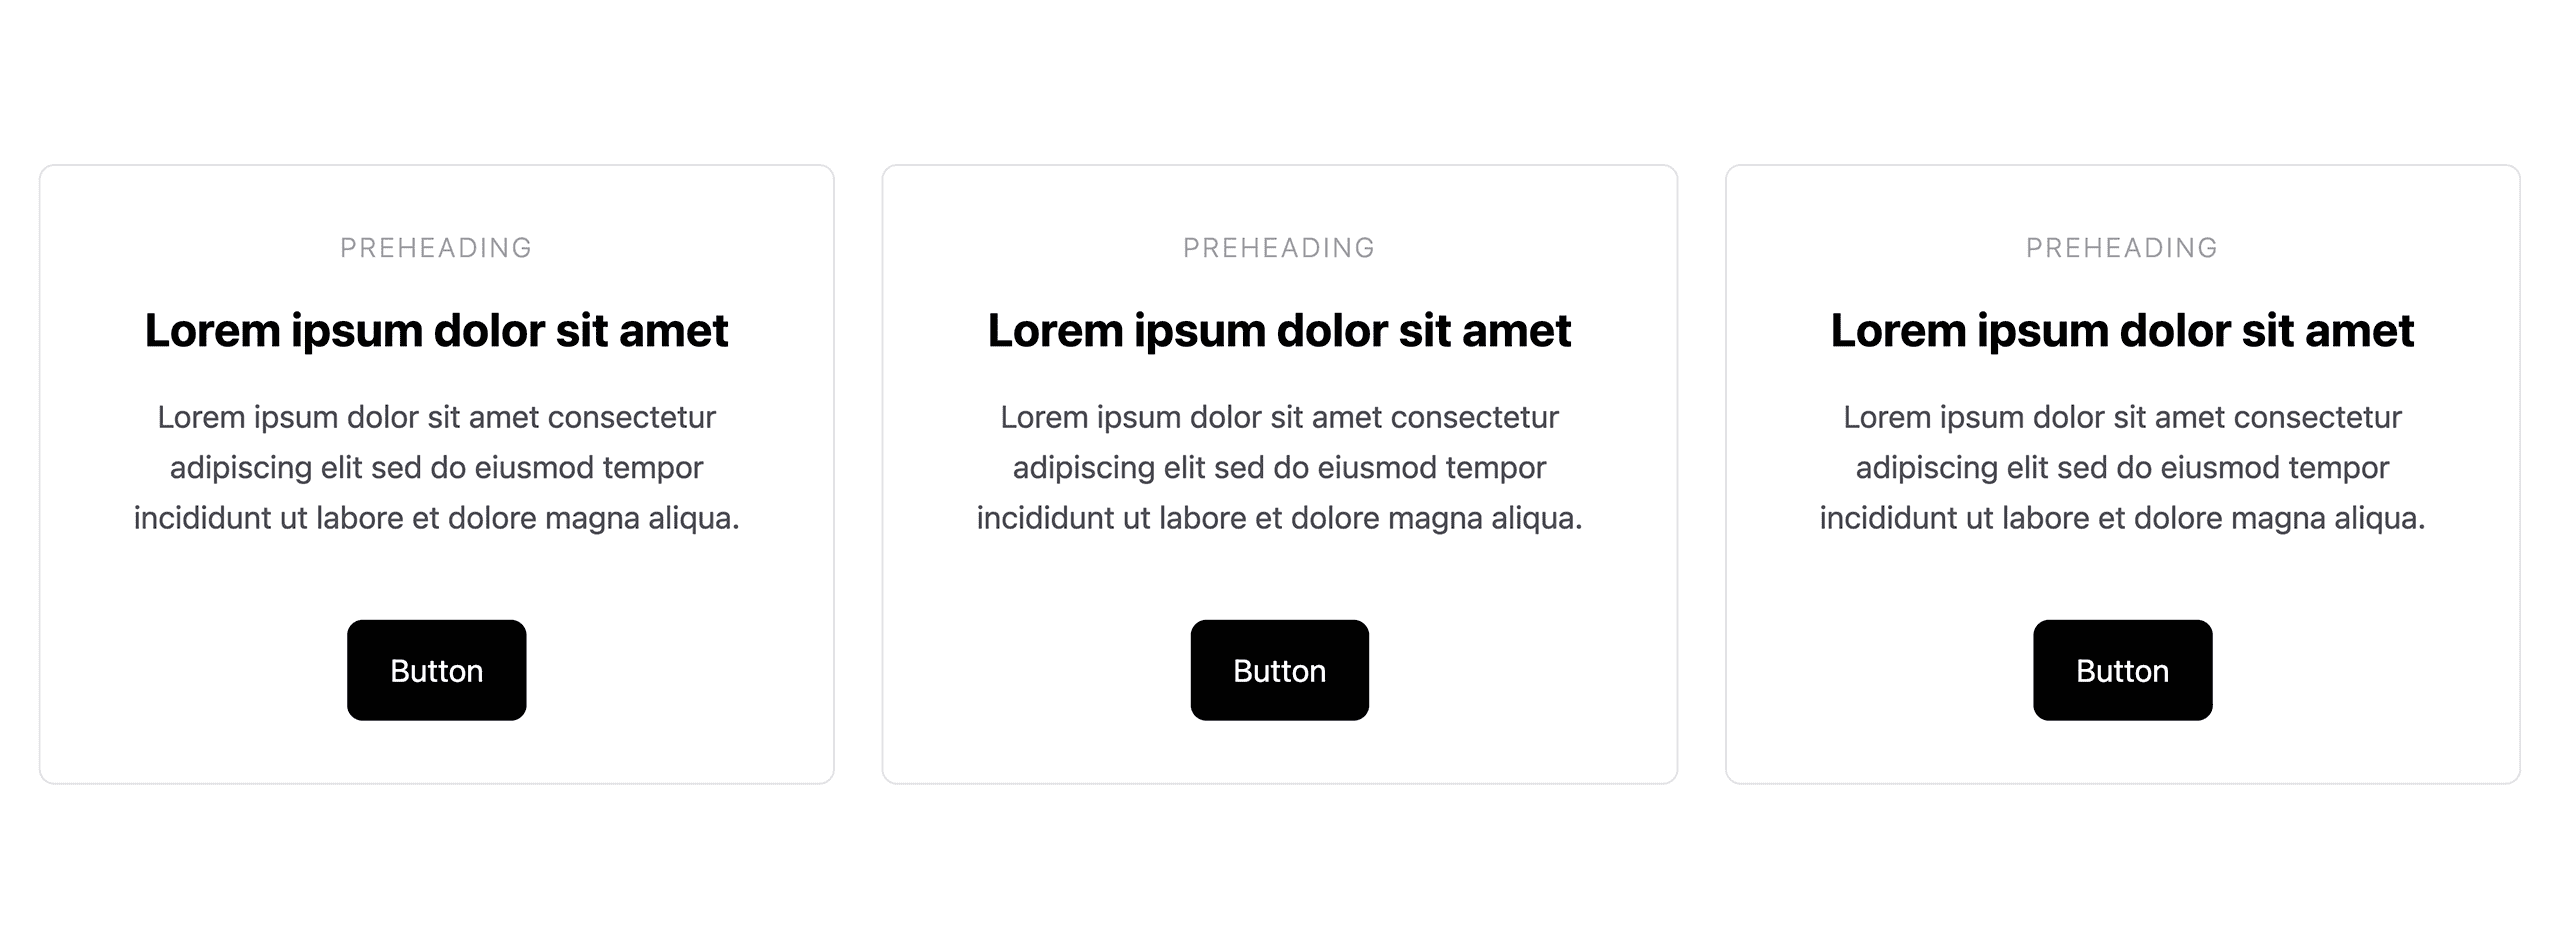 PREHEADING
Lorem ipsum dolor sit amet
Lorem ipsum dolor sit amet consectetur
adipiscing elit sed do eiusmod tempor
incididunt ut labore et dolore magna aliqua.
Button
PREHEADING
Lorem ipsum dolor sit amet
Lorem ipsum dolor sit amet consectetur
adipiscing elit sed do eiusmod tempor
incididunt ut labore et dolore magna aliqua.
Button
PREHEADING
Lorem ipsum dolor sit amet
Lorem ipsum dolor sit amet consectetur
adipiscing elit sed do eiusmod tempor
incididunt ut labore et dolore magna aliqua.
Button